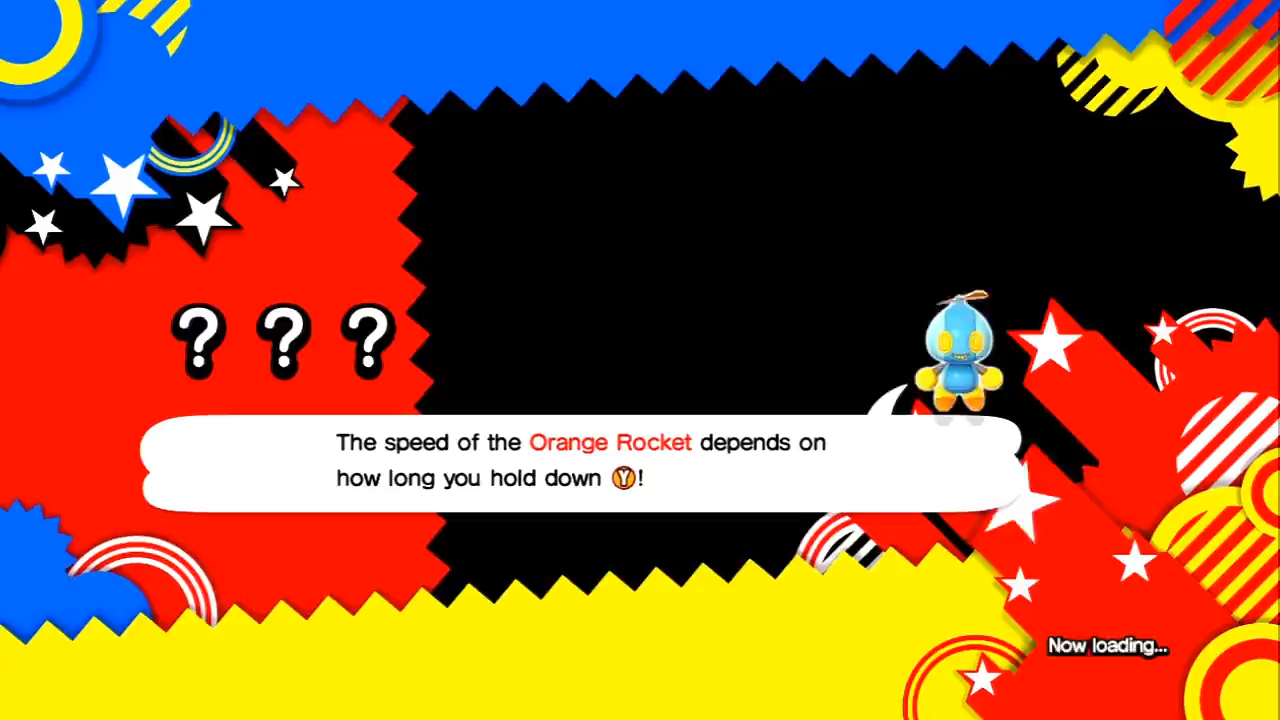 ? ? ?
The speed of the Orange Rocket depends on
how long you hold down Y!
Now loading...